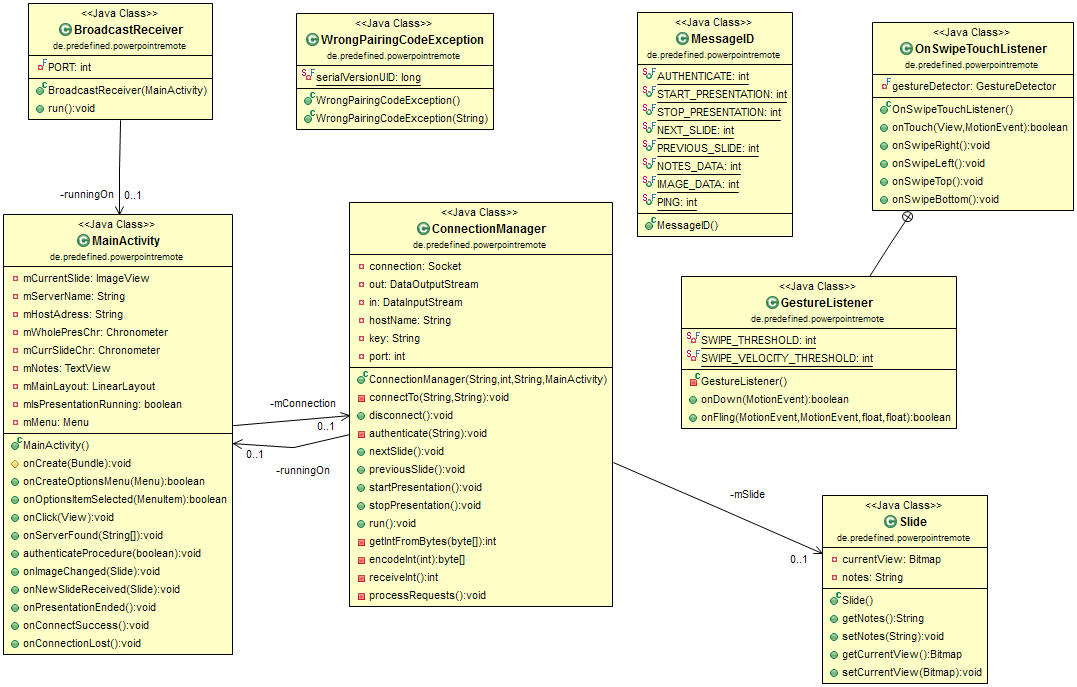 <<Java Class>>
BroadcastReceiver
de.predefined.powerpointremote
PORT: int
BroadcastReceiver(MainActivity)
run():void
<<Java Class>>
WrongPairingCodeException
de.predefined.powerpointremote
serialVersionUID: long
WrongPairingCodeException()
WrongPairingCodeException(String)
<<Java Class>>
MessageID
de.predefined.powerpointremote
AUTHENTICATE: int
START_PRESENTATION: int
STOP_PRESENTATION: int
NEXT_SLIDE: int
PREVIOUS_SLIDE: int
NOTES_DATA: int
IMAGE_DATA: int
PING: int
MessageID()
<<Java Class>>
OnSwipeTouchListener
de.predefined.powerpointremote
gestureDetector: GestureDetector
OnSwipeTouchListener()
onTouch(View,MotionEvent):boolean
onSwipeRight():void
onSwipeLeft():void
onSwipeTop():void
onSwipeBottom():void
-runningOn
0..1
<<Java Class>>
MainActivity
de.predefined.powerpointremote
mCurrentSlide: ImageView
mServerName: String
mHostAdress: String
mWholePresChr: Chronometer
mCurrSlideChr: Chronometer
mNotes: TextView
mMainLayout: LinearLayout
mIsPresentationRunning: boolean
mMenu: Menu
MainActivity()
onCreate(Bundle):void
onCreateOptionsMenu(Menu):boolean
onOptionsItemSelected(MenuItem):boolean
onClick(View):void
onServerFound(String[]):void
authenticateProcedure(boolean):void
onImageChanged(Slide):void
onNewSlideReceived(Slide):void
onPresentationEnded():void
onConnectSuccess():void
onConnectionLost():void
-mConnection
0..1
0..1
-runningOn
<<Java Class>>
ConnectionManager
de.predefined.powerpointremote
connection: Socket
out: DataOutputStream
in: DataInputStream
hostName: String
key: String
port: int
ConnectionManager(String,int,String,MainActivity)
connectTo(String,String):void
disconnect():void
authenticate(String):void
nextSlide():void
previousSlide():void
startPresentation():void
stopPresentation():void
run():void
getIntFromBytes(byte[]):int
encodeInt(int):byte[]
receiveInt():int
processRequests():void
<<Java Class>>
GestureListener
de.predefined.powerpointremote
SWIPE_THRESHOLD: int
SWIPE_VELOCITY_THRESHOLD: int
GestureListener()
onDown(MotionEvent):boolean
onFling(MotionEvent,MotionEvent,float,float):boolean
-mSlide
0..1
<<Java Class>>
Slide
de.predefined.powerpointremote
currentView: Bitmap
notes: String
Slide()
getNotes():String
setNotes(String):void
getCurrentView():Bitmap
setCurrentView(Bitmap):void